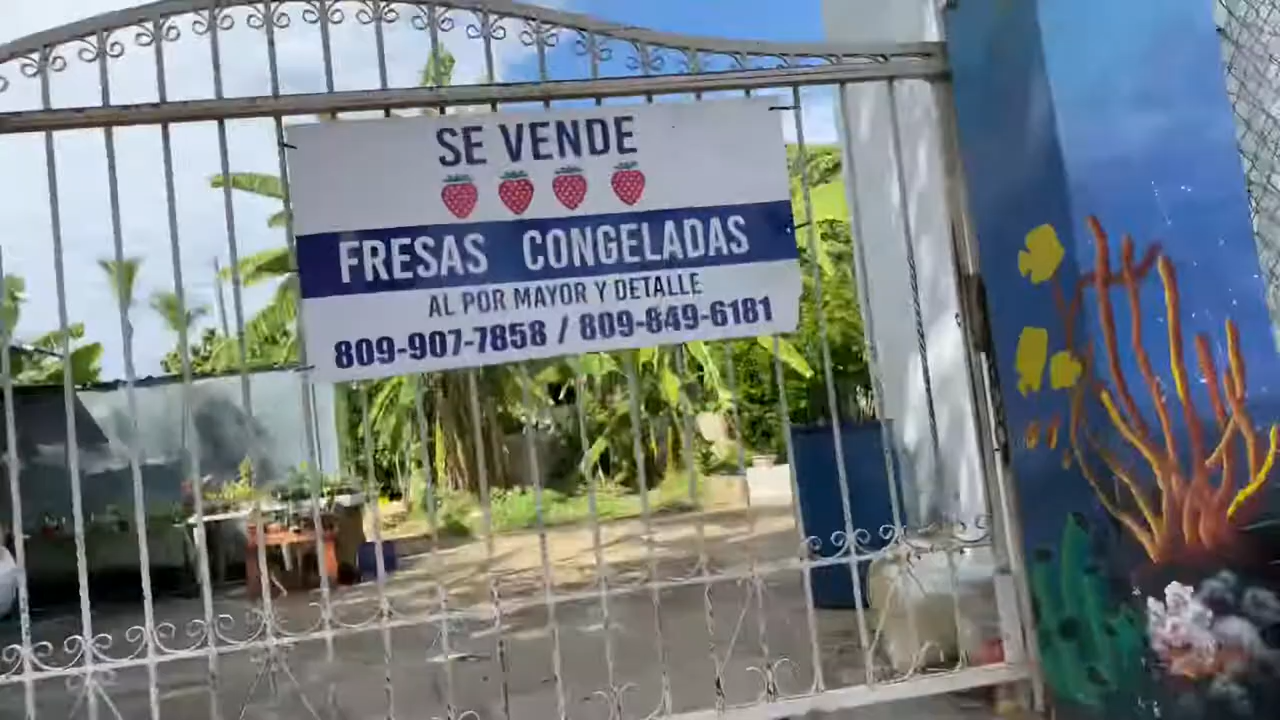 SE VENDE
FRESAS CONGELADAS
AL POR MAYOR Y DETALLE
809-907-7858 / 809-849-6181